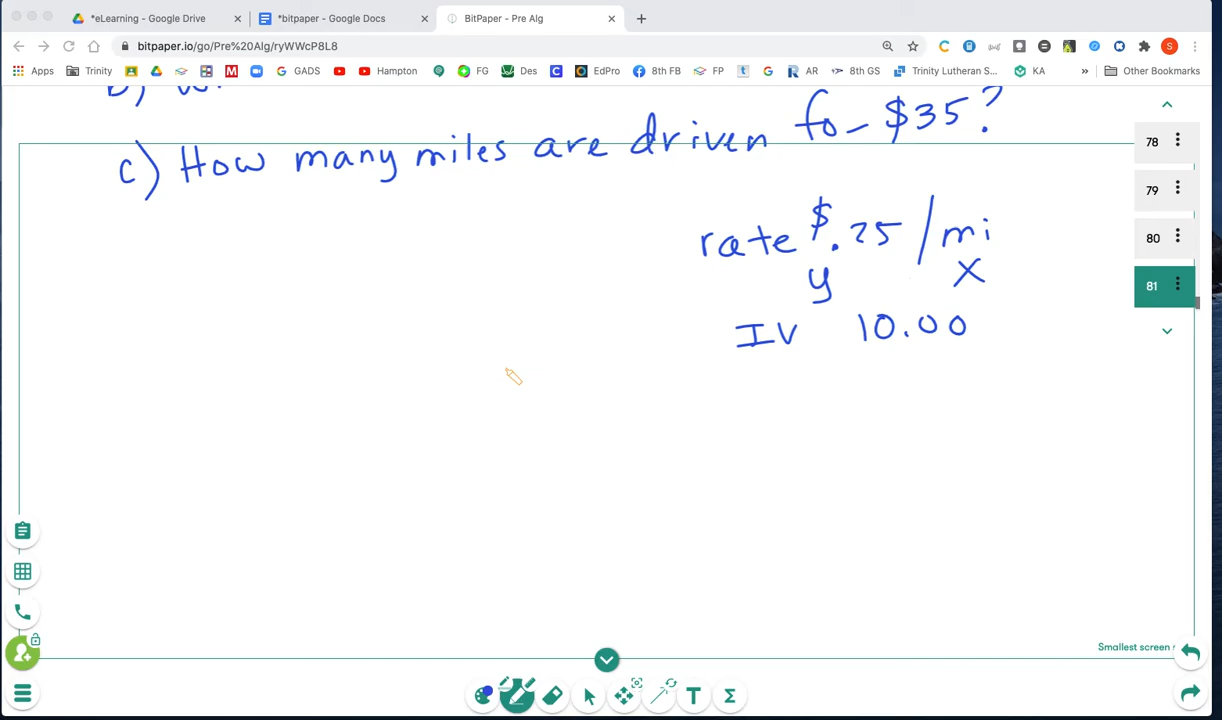 *eLearning - Google Drive
*bitpaper - Google Docs
BitPaper - Pre Alg
bitpaper.io/go/Pre%20Alg/ryWWcP8L8
S
Apps
Trinity
GADS
Hampton
FG
Des
EdPro
8th FB
FP
AR
8th GS
Trinity Lutheran S...
KA
»
Other Bookmarks
c) How many miles are driven for $35?
rate $.25 / mi
y x
IV 10.00
78
79
80
81
Smallest screen
T
Σ